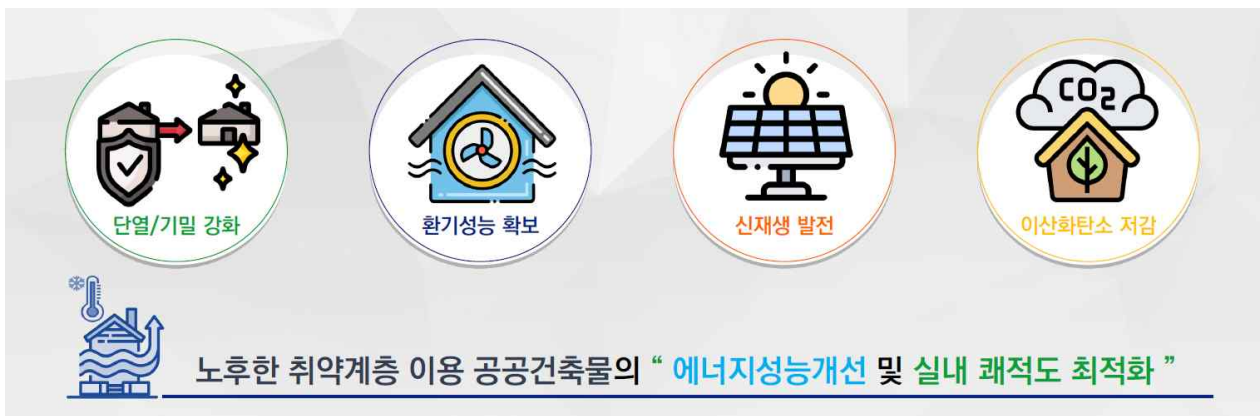 단열/기밀 강화
환기성능 확보
신재생 발전
CO2
이산화탄소 저감
노후한 취약계층 이용 공공건축물의 “ 에너지성능개선 및 실내 쾌적도 최적화 ”